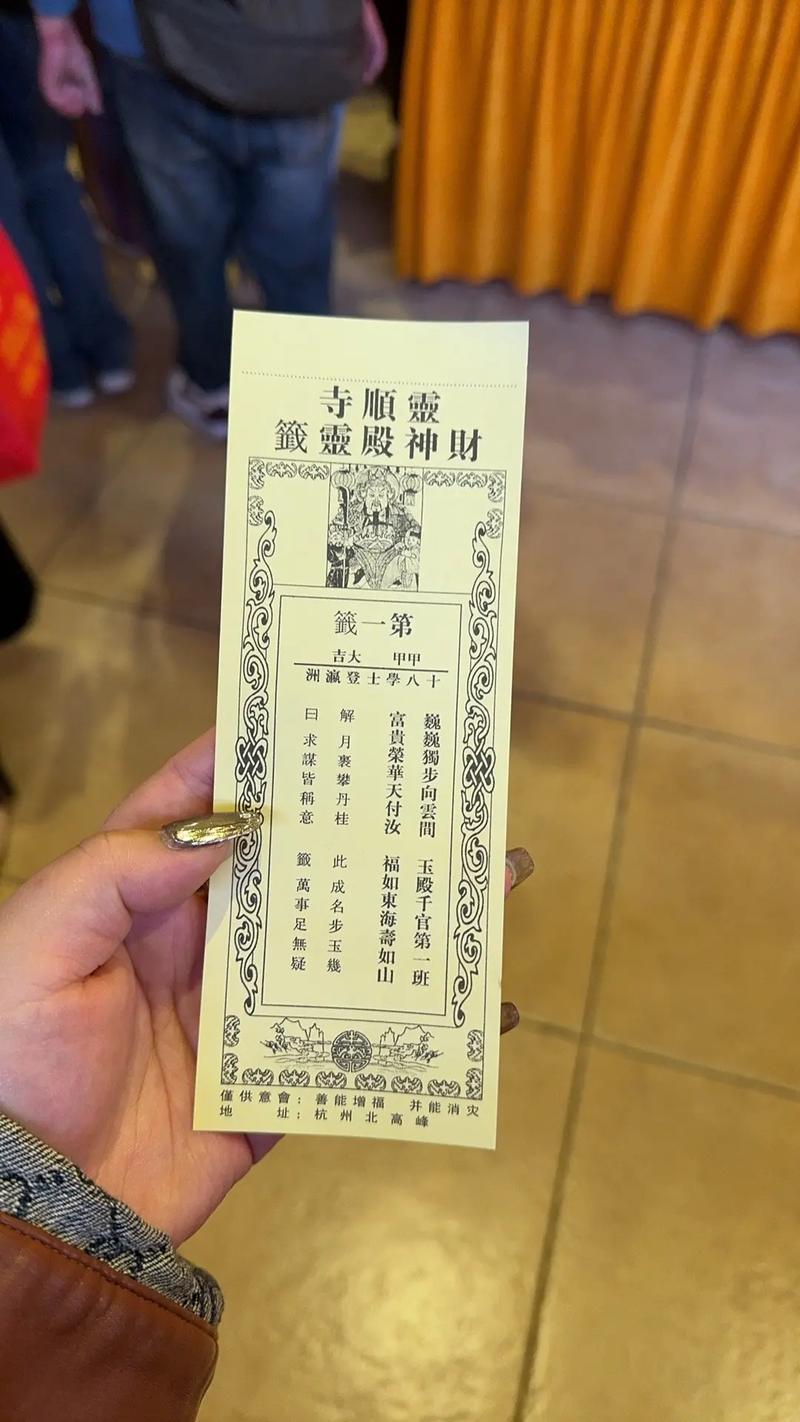 靈順寺
財神殿靈籤
第一籤
甲甲 大吉
十八學士登瀛洲
巍巍獨步向雲間 玉殿千官第一班
富貴榮華天付汝 福如東海壽如山
解 月裏攀丹桂 此 成名步玉幾
曰 求謀皆稱意 籤 萬事足無疑
僅供意會：善能增福 并能消灾
地址：杭州北高峰